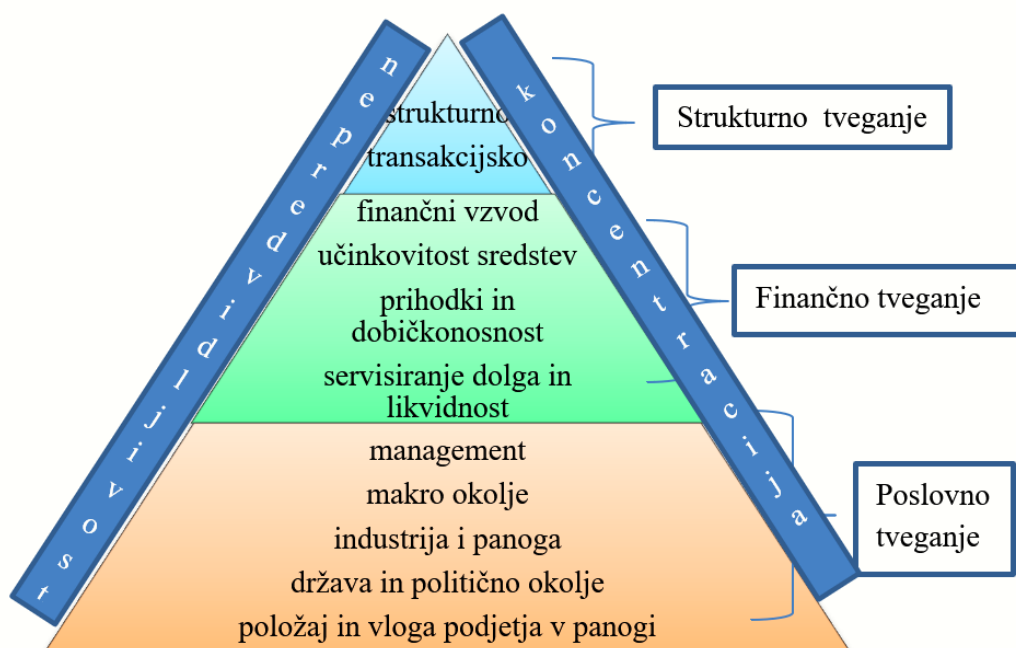 nepredvidljivost
koncentracija
strukturno
transakcijsko
Strukturno tveganje
finančni vzvod
učinkovitost sredstev
prihodki in
dobičkonosnost
servisiranje dolga in
likvidnost
Finančno tveganje
management
makro okolje
industrija i panoga
država in politično okolje
položaj in vloga podjetja v panogi
Poslovno
tveganje